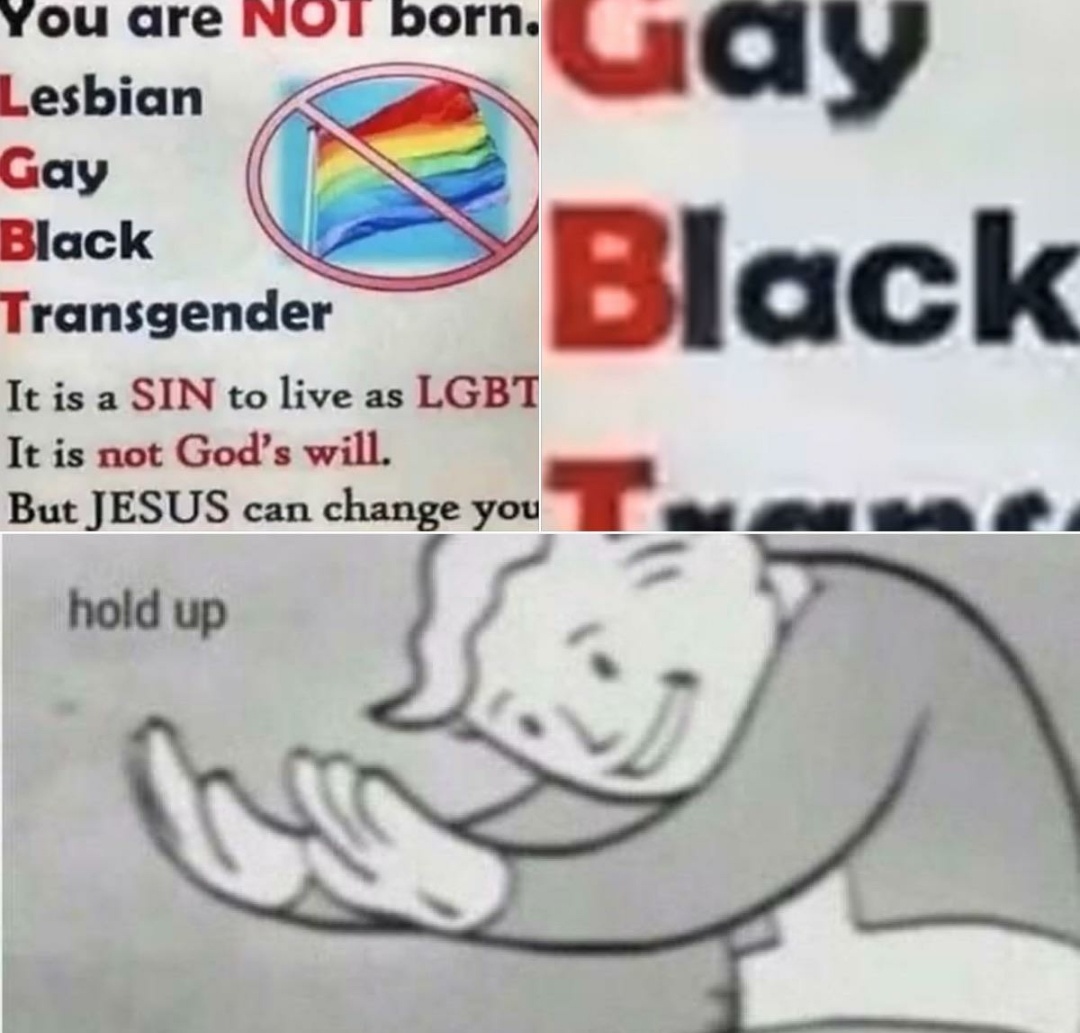 You are NOT born.
Lesbian
Gay
Black
Transgender
It is a SIN to live as LGBT
It is not God's will.
But JESUS can change you
Gay
Black
Trans
hold up